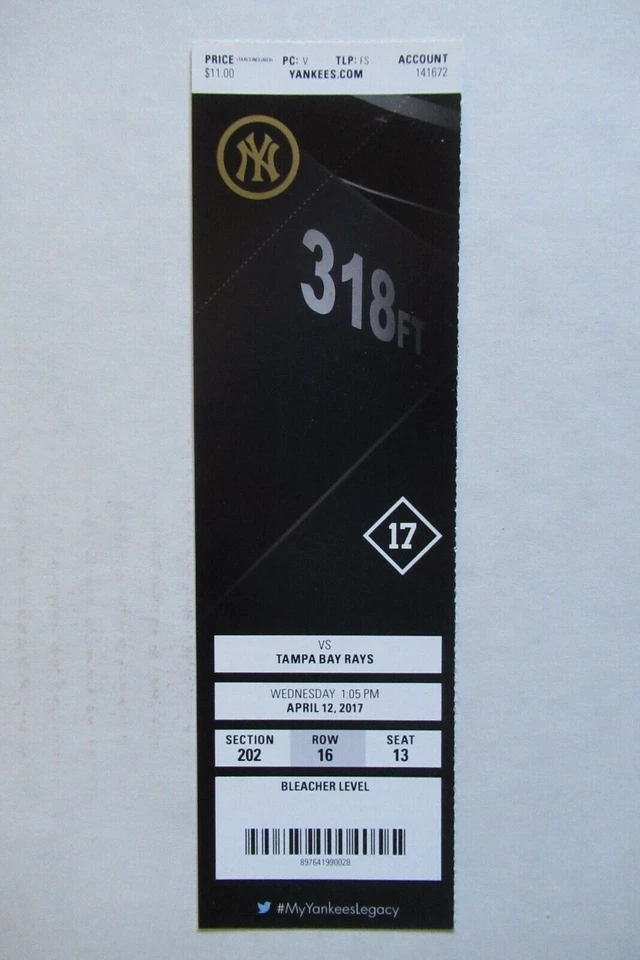 PRICE (TAXES INCLUDED) PC: V TLP: FS ACCOUNT
$11.00 YANKEES.COM 141672
NY
318FT
17
VS
TAMPA BAY RAYS
WEDNESDAY 1:05 PM
APRIL 12, 2017
SECTION ROW SEAT
202 16 13
BLEACHER LEVEL
897641990028
#MyYankeesLegacy